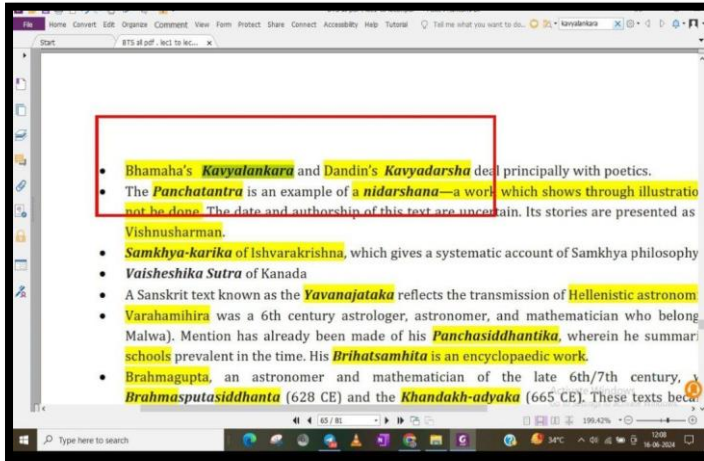 File Home Convert Edit Organize Comment View Form Protect Share Connect Accessibility Help Tutorial Tell me what you want to do.. kavyalankara
Start BTS all pdf . lec1 to lec...
Bhamaha's Kavyalankara and Dandin's Kavyadarsha deal principally with poetics.
The Panchatantra is an example of a nidarshana—a work which shows through illustratio
not be done. The date and authorship of this text are uncertain. Its stories are presented as
Vishnusharman.
Samkhya-karika of Ishvarakrishna, which gives a systematic account of Samkhya philosophy
Vaisheshika Sutra of Kanada
A Sanskrit text known as the Yavanajataka reflects the transmission of Hellenistic astronom
Varahamihira was a 6th century astrologer, astronomer, and mathematician who belong
Malwa). Mention has already been made of his Panchasiddhantika, wherein he summari
schools prevalent in the time. His Brihatsamhita is an encyclopaedic work.
Brahmagupta, an astronomer and mathematician of the late 6th/7th century, w
Activate Windows
Brahmasputasiddhanta (628 CE) and the Khandakh-adyaka (665 CE). These texts beca
65 / 81 199.42%
Type here to search 34°C 12:08
16-06-2024